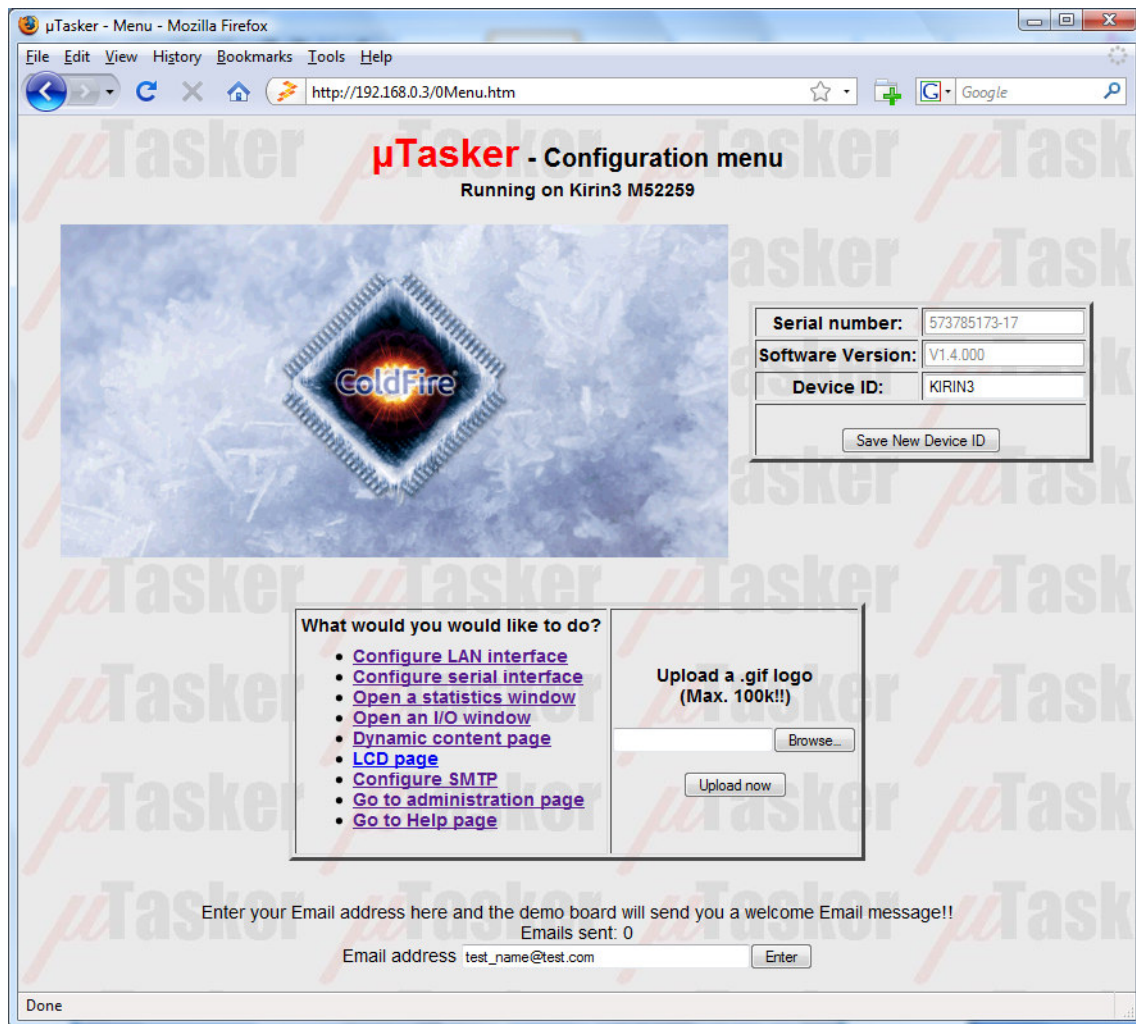 µTasker - Menu - Mozilla Firefox
File Edit View History Bookmarks Tools Help
http://192.168.0.3/0Menu.htm
G Google
µTasker - Configuration menu
Running on Kirin3 M52259
ColdFire
Serial number: 573785173-17
Software Version: V1.4.000
Device ID: KIRIN3
Save New Device ID
What would you would like to do?
Configure LAN interface
Configure serial interface
Open a statistics window
Open an I/O window
Dynamic content page
LCD page
Configure SMTP
Go to administration page
Go to Help page
Upload a .gif logo
(Max. 100k!!)
Browse...
Upload now
Enter your Email address here and the demo board will send you a welcome Email message!!
Emails sent: 0
Email address test_name@test.com Enter
Done